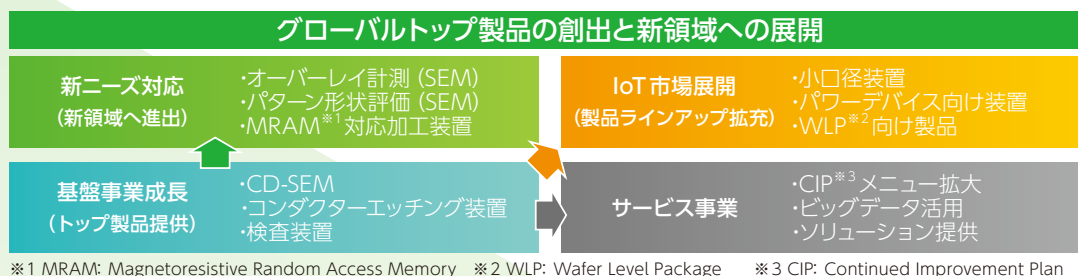 グローバルトップ製品の創出と新領域への展開
新ニーズ対応
(新領域へ進出)
・オーバーレイ計測 (SEM)
・パターン形状評価 (SEM)
・MRAM※1対応加工装置
IoT市場展開
(製品ラインアップ拡充)
・小口径装置
・パワーデバイス向け装置
・WLP※2向け製品
基盤事業成長
(トップ製品提供)
・CD-SEM
・コンダクターエッチング装置
・検査装置
サービス事業
・CIP※3メニュー拡大
・ビッグデータ活用
・ソリューション提供
※1 MRAM: Magnetoresistive Random Access Memory ※2 WLP: Wafer Level Package ※3 CIP: Continued Improvement Plan